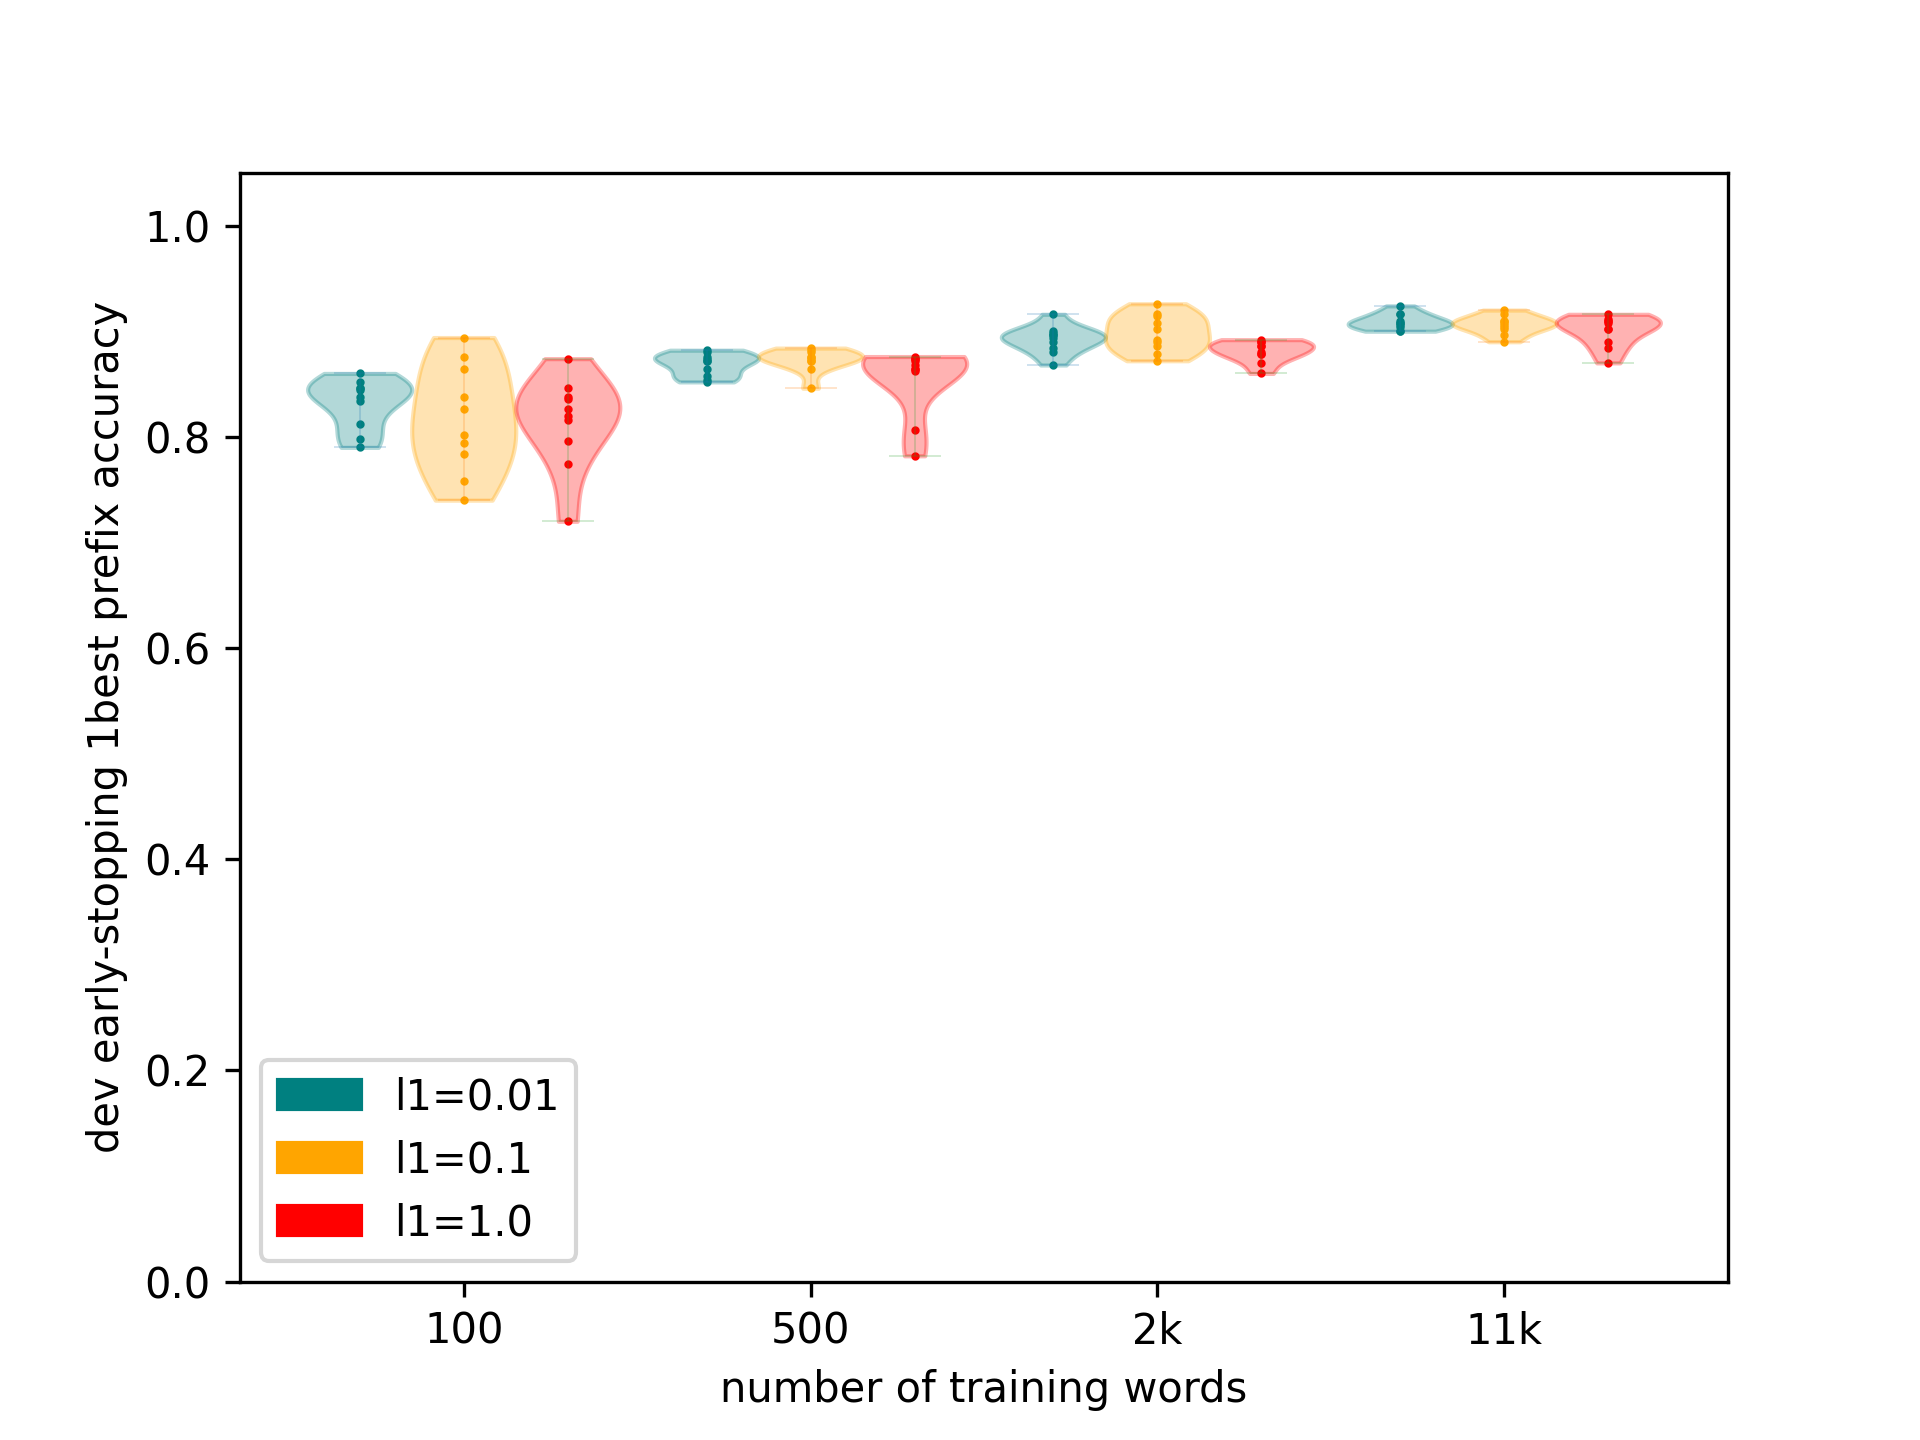 dev early-stopping 1best prefix accuracy
1.0
0.8
0.6
0.4
0.2
0.0
l1=0.01
l1=0.1
l1=1.0
100 500 2k 11k
number of training words